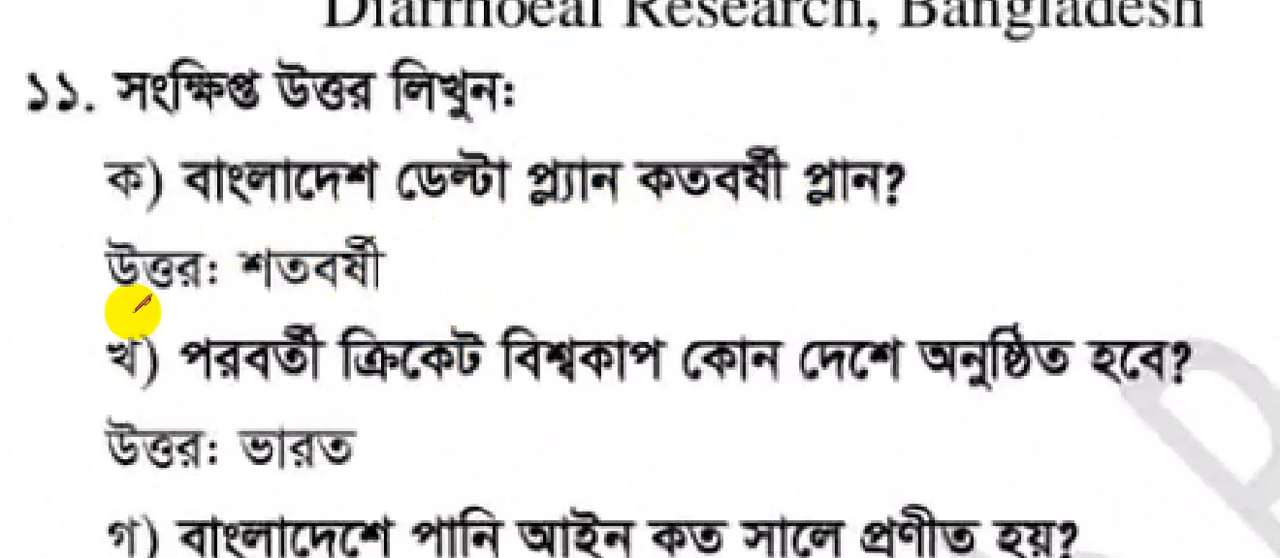 Diarrhoeal Research, Bangladesh
১১. সংক্ষিপ্ত উত্তর লিখুনঃ
ক) বাংলাদেশ ডেল্টা প্ল্যান কতবর্ষী প্লান?
উত্তরঃ শতবর্ষী
খ) পরবর্তী ক্রিকেট বিশ্বকাপ কোন দেশে অনুষ্ঠিত হবে?
উত্তরঃ ভারত
গ) বাংলাদেশে পানি আইন কত সালে প্রণীত হয়?